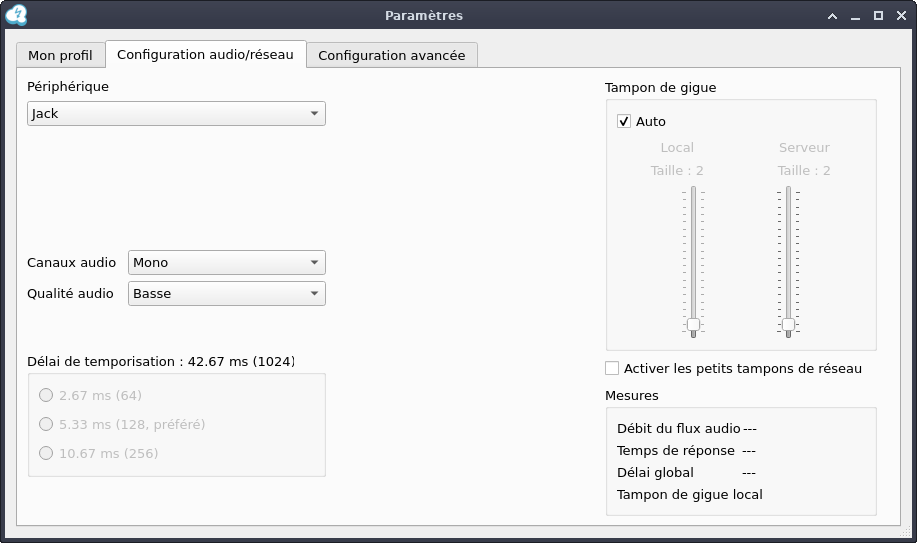 Paramètres
Mon profil
Configuration audio/réseau
Configuration avancée
Périphérique
Jack
Canaux audio
Mono
Qualité audio
Basse
Délai de temporisation : 42.67 ms (1024)
2.67 ms (64)
5.33 ms (128, préféré)
10.67 ms (256)
Tampon de gigue
Auto
Local
Serveur
Taille : 2
Taille : 2
Activer les petits tampons de réseau
Mesures
Débit du flux audio ---
Temps de réponse ---
Délai global ---
Tampon de gigue local